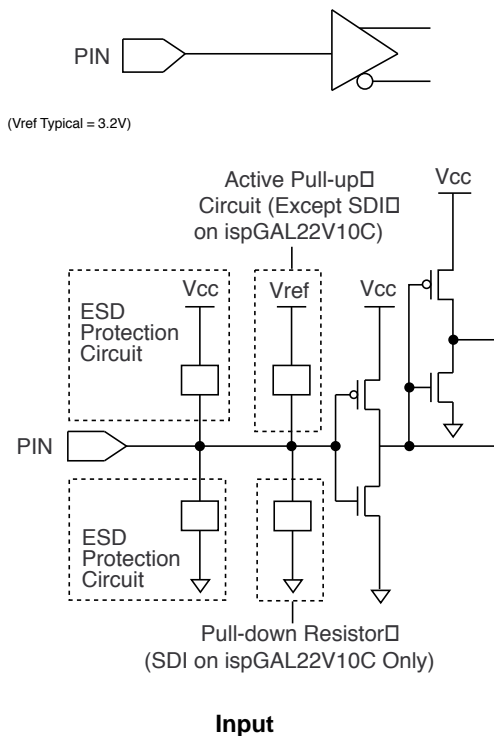 PIN
(Vref Typical = 3.2V)
Active Pull-up□
Circuit (Except SDI□
on ispGAL22V10C)
Vcc
Vcc
Vref
Vcc
ESD
Protection
Circuit
PIN
ESD
Protection
Circuit
Pull-down Resistor□
(SDI on ispGAL22V10C Only)
Input